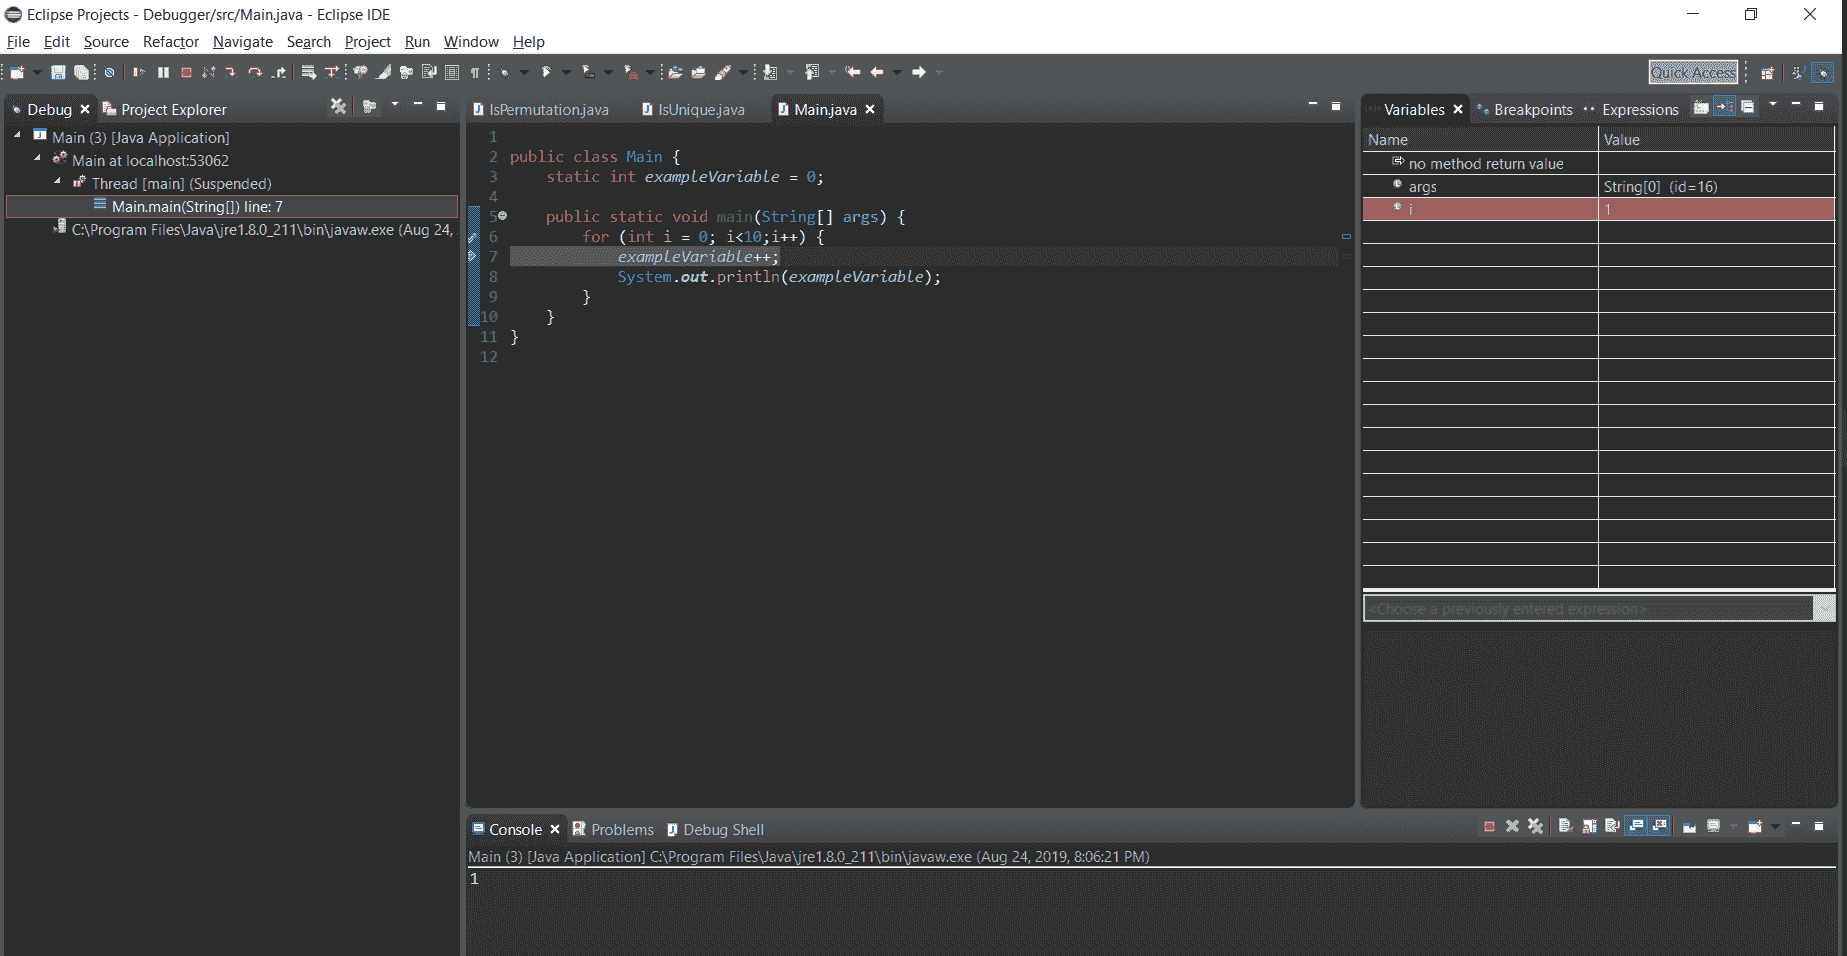 Eclipse Projects - Debugger/src/Main.java - Eclipse IDE
File Edit Source Refactor Navigate Search Project Run Window Help
Quick Access
Debug Project Explorer
Main (3) [Java Application]
Main at localhost:53062
Thread [main] (Suspended)
Main.main(String[]) line: 7
C:\Program Files\Java\jre1.8.0_211\bin\javaw.exe (Aug 24,
IsPermutation.java IsUnique.java Main.java
1
2 public class Main {
3 static int exampleVariable = 0;
4
5 public static void main(String[] args) {
6 for (int i = 0; i<10;i++) {
7 exampleVariable++;
8 System.out.println(exampleVariable);
9 }
10 }
11 }
12
Variables Breakpoints Expressions
Name Value
no method return value
args String[0] (id=16)
i 1
<Choose a previously entered expression>
Console Problems Debug Shell
Main (3) [Java Application] C:\Program Files\Java\jre1.8.0_211\bin\javaw.exe (Aug 24, 2019, 8:06:21 PM)
1